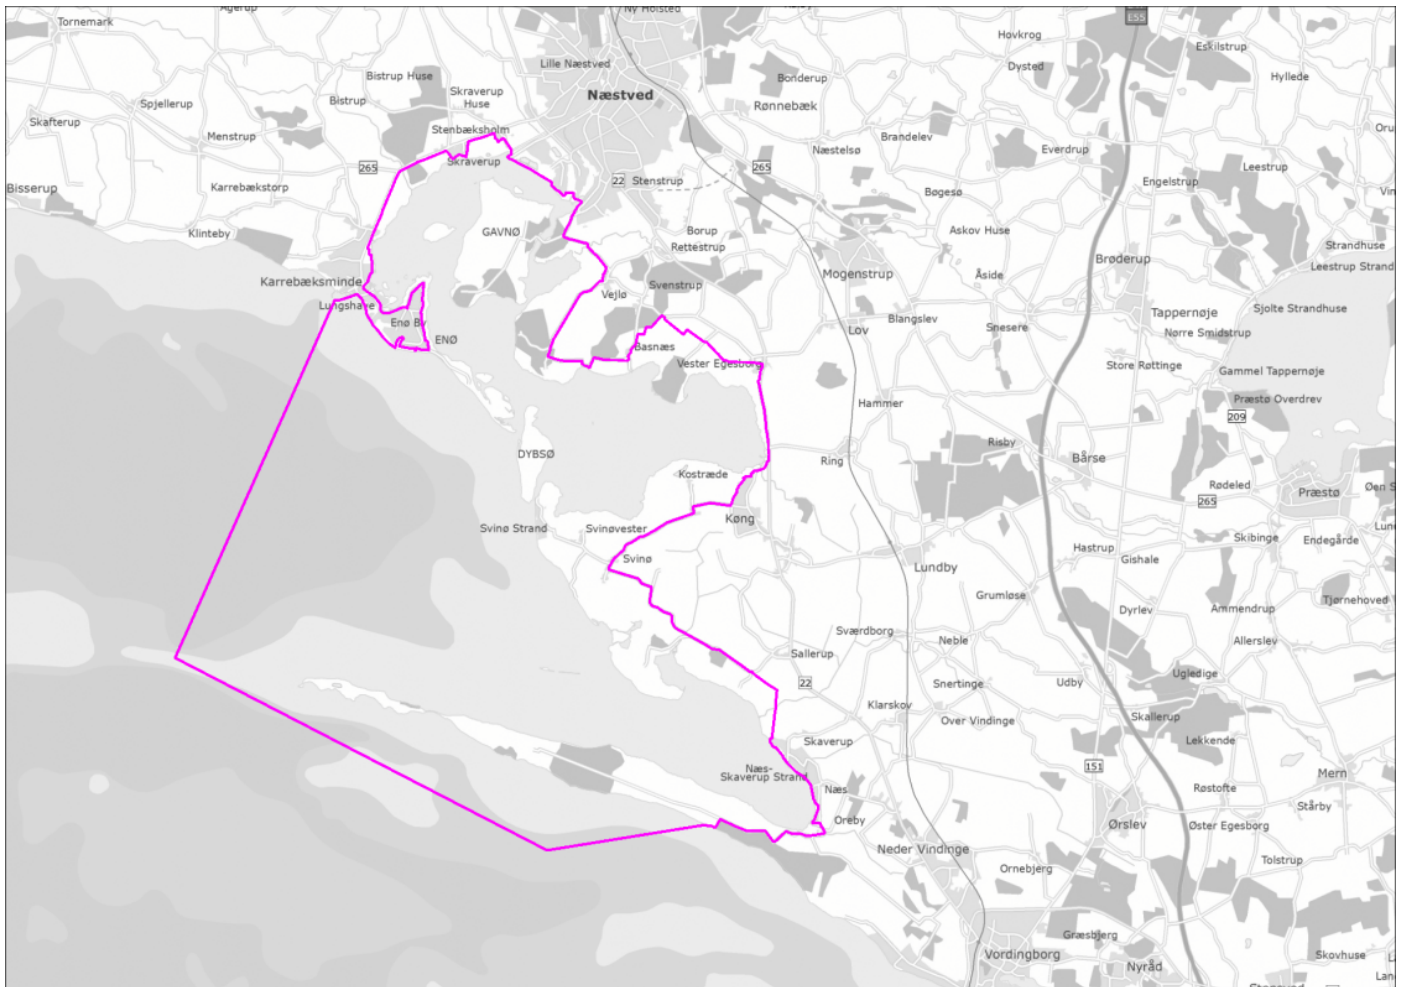 Ny Holsted
Tornemark
E55
Hovkrog
Eskilstrup
Lille Næstved
Dysted
Bistrup Huse
Bonderup
Hyllede
Skraverup
Huse
Næstved
Bistrup
Spjellerup
Rønnebæk
Skafterup
Stenbæksholm
Menstrup
Brandelev
Næstelsø
Everdrup
Skraverup
265
265
Leestrup
Stenstrup
22
Engelstrup
Bisserup
Karrebækstorp
Bøgesø
Klinteby
GAVNØ
Borup
Askov Huse
Rettestrup
Strandhuse
Brøderup
Leestrup Strand
Mogenstrup
Åside
Karrebæksminde
Svenstrup
Vejlø
Lungshave
Sjolte Strandhuse
Tappernøje
Enø By
Blangslev
Snesere
Lov
Nørre Smidstrup
ENØ
Basnæs
Vester Egesborg
Store Røttinge
Gammel Tappernøje
Præstø Overdrev
Hammer
209
Risby
DYBSØ
Ring
Bårse
Kostræde
Rødeled
Præstø
265
Køng
Svinø Strand
Svinøvester
Skibinge
Endegårde
Hastrup
Svinø
Gishale
Lundby
Grumløse
Tjørnehoved
Dyrlev
Ammendrup
Sværdborg
Neble
Allerslev
Sallerup
Ugledige
22
Snertinge
Udby
Klarskov
Over Vindinge
Skallerup
Skaverup
Lekkende
Næs-
Skaverup Strand
151
Mern
Næs
Røstofte
Stårby
Oreby
Ørslev
Øster Egesborg
Neder Vindinge
Tolstrup
Ornebjerg
Græsbjerg
Vordingborg
Skovhuse
Nyråd